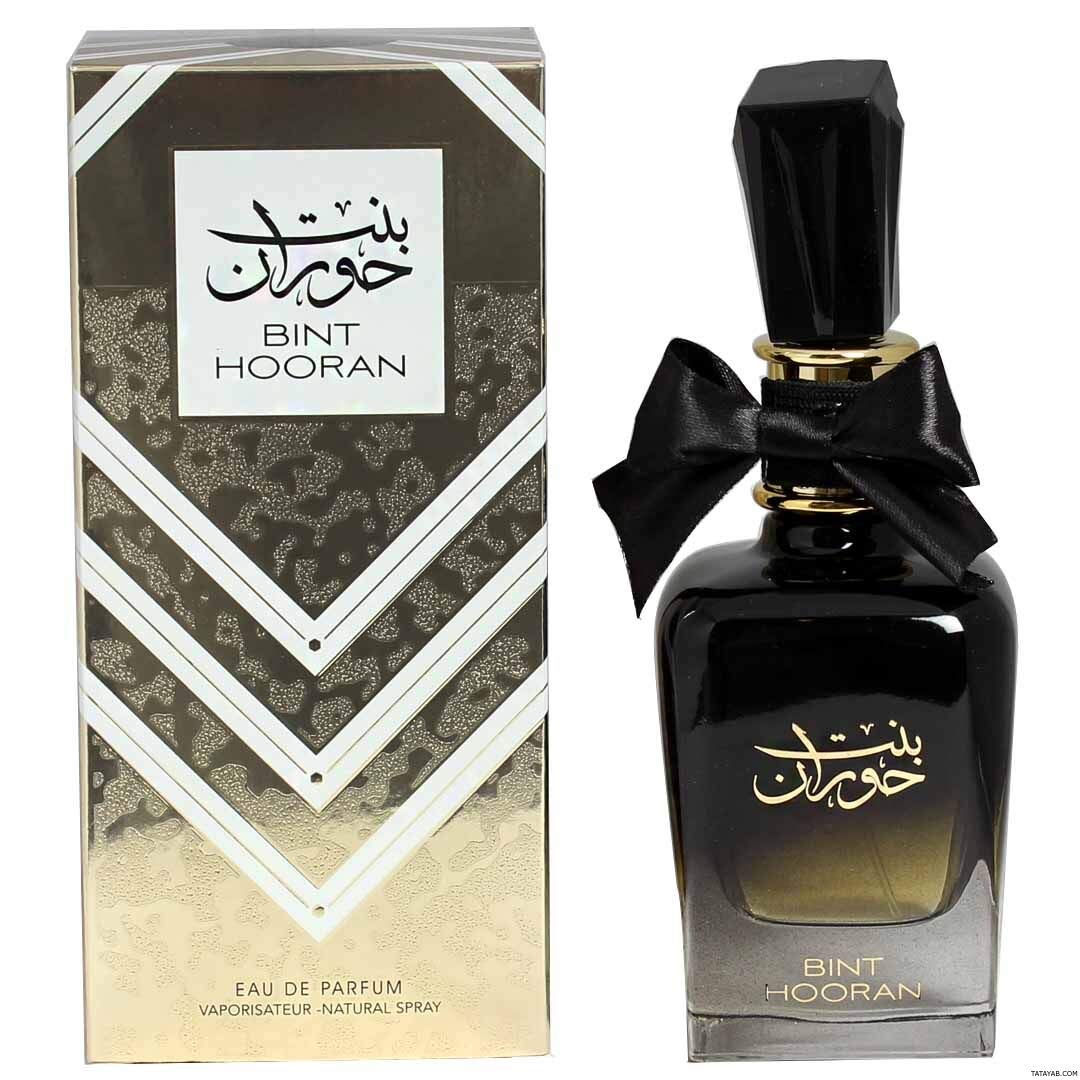 بنت
حوران
BINT
HOORAN
EAU DE PARFUM
VAPORISATEUR -NATURAL SPRAY
بنت
حوران
BINT
HOORAN
TATAYAB.COM